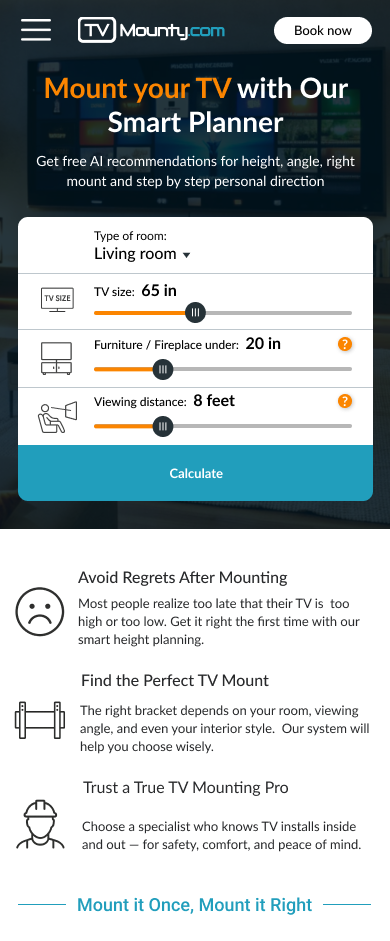 TV Mounty.com
Book now
Mount your TV with Our
Smart Planner
Get free AI recommendations for height, angle, right
mount and step by step personal direction
Type of room:
Living room
TV SIZE
TV size: 65 in
Furniture / Fireplace under: 20 in
?
Viewing distance: 8 feet
?
Calculate
Avoid Regrets After Mounting
Most people realize too late that their TV is too
high or too low. Get it right the first time with our
smart height planning.
Find the Perfect TV Mount
The right bracket depends on your room, viewing
angle, and even your interior style. Our system will
help you choose wisely.
Trust a True TV Mounting Pro
Choose a specialist who knows TV installs inside
and out — for safety, comfort, and peace of mind.
Mount it Once, Mount it Right